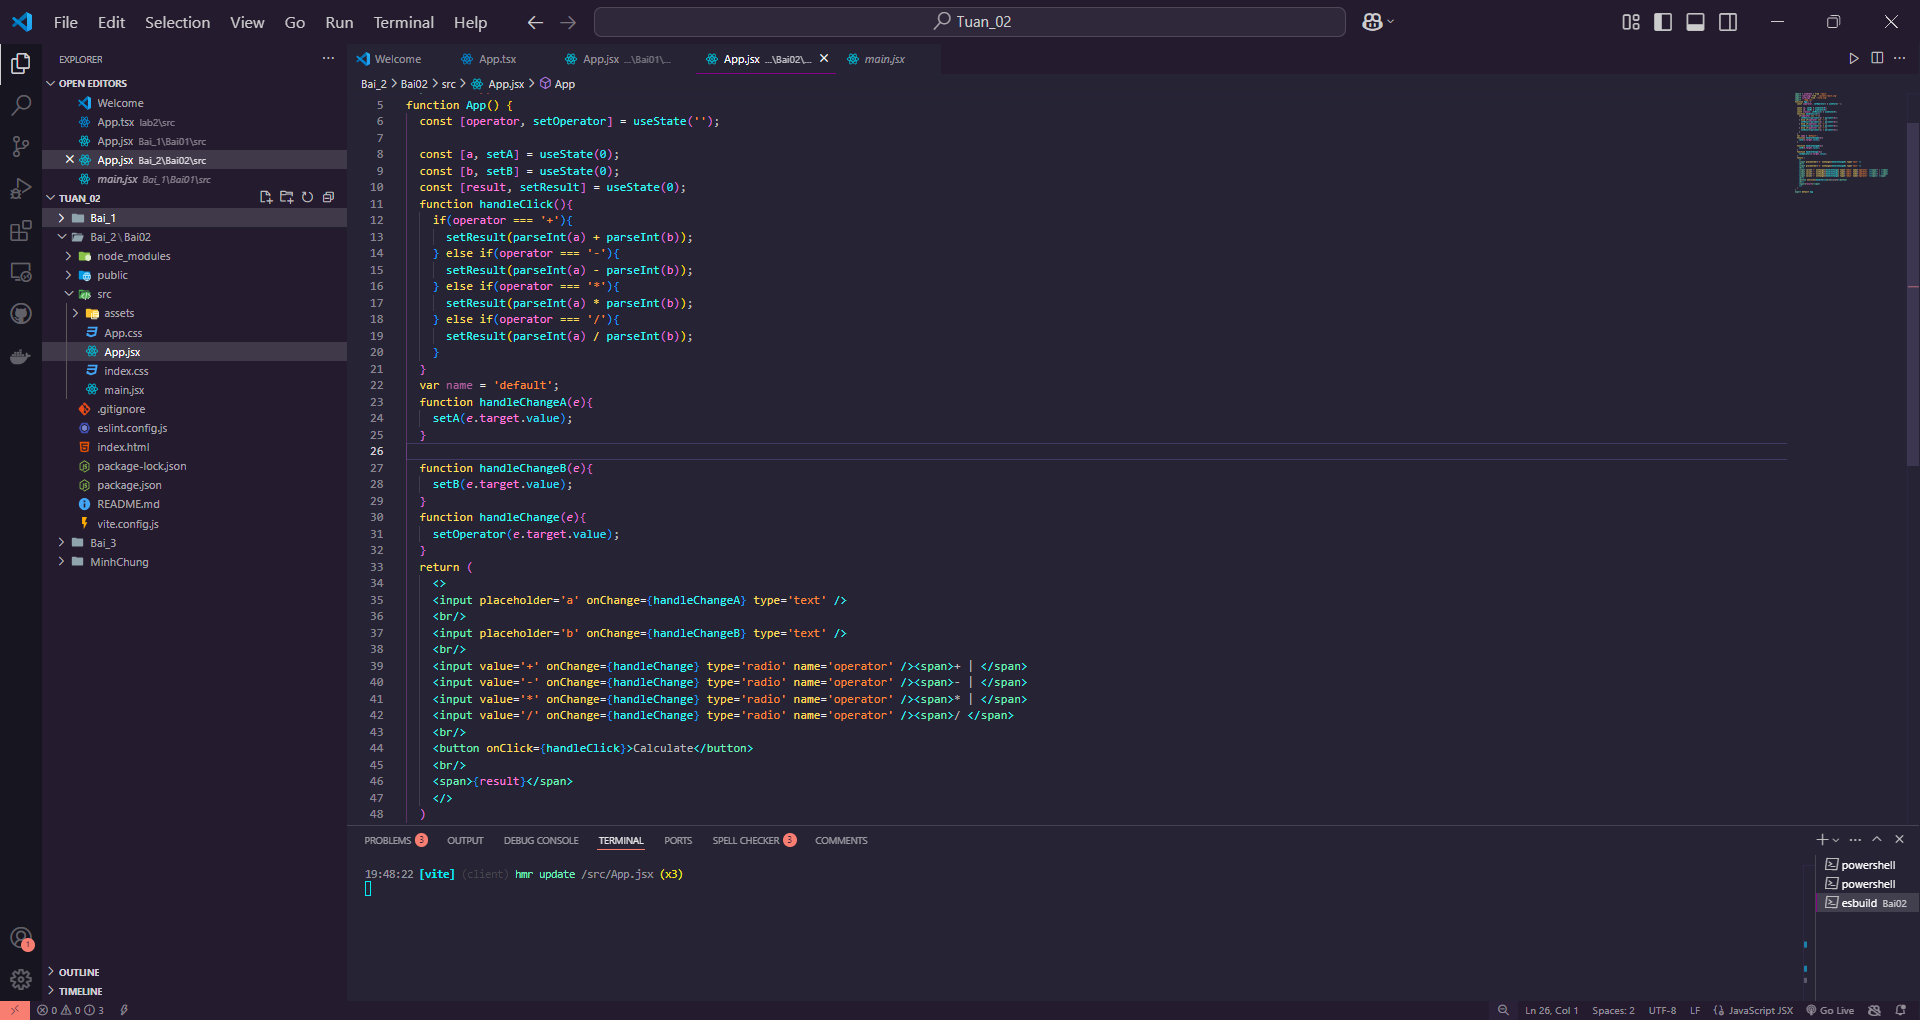 File Edit Selection View Go Run Terminal Help
Tuan_02
EXPLORER
OPEN EDITORS
Welcome
App.tsx lab2\src
App.jsx Bai_1\Bai01\src
App.jsx Bai_2\Bai02\src
main.jsx Bai_1\Bai01\src
TUAN_02
Bai_1
Bai_2\Bai02
node_modules
public
src
assets
App.css
App.jsx
index.css
main.jsx
.gitignore
eslint.config.js
index.html
package-lock.json
package.json
README.md
vite.config.js
Bai_3
MinhChung
OUTLINE
TIMELINE
Welcome App.tsx App.jsx ...\Bai01\... App.jsx ...\Bai02\... main.jsx
Bai_2 > Bai02 > src > App.jsx > App
5 function App() {
6 const [operator, setOperator] = useState('');
7
8 const [a, setA] = useState(0);
9 const [b, setB] = useState(0);
10 const [result, setResult] = useState(0);
11 function handleClick(){
12 if(operator === '+'){
13 setResult(parseInt(a) + parseInt(b));
14 } else if(operator === '-'){
15 setResult(parseInt(a) - parseInt(b));
16 } else if(operator === '*'){
17 setResult(parseInt(a) * parseInt(b));
18 } else if(operator === '/'){
19 setResult(parseInt(a) / parseInt(b));
20 }
21 }
22 var name = 'default';
23 function handleChangeA(e){
24 setA(e.target.value);
25 }
26
27 function handleChangeB(e){
28 setB(e.target.value);
29 }
30 function handleChange(e){
31 setOperator(e.target.value);
32 }
33 return (
34 <>
35 <input placeholder='a' onChange={handleChangeA} type='text' />
36 <br/>
37 <input placeholder='b' onChange={handleChangeB} type='text' />
38 <br/>
39 <input value='+' onChange={handleChange} type='radio' name='operator' /><span>+ | </span>
40 <input value='-' onChange={handleChange} type='radio' name='operator' /><span>- | </span>
41 <input value='*' onChange={handleChange} type='radio' name='operator' /><span>* | </span>
42 <input value='/' onChange={handleChange} type='radio' name='operator' /><span>/ </span>
43 <br/>
44 <button onClick={handleClick}>Calculate</button>
45 <br/>
46 <span>{result}</span>
47 </>
48 )
PROBLEMS 3 OUTPUT DEBUG CONSOLE TERMINAL PORTS SPELL CHECKER 3 COMMENTS
19:48:22 [vite] (client) hmr update /src/App.jsx (x3)
powershell
powershell
esbuild Bai02
1
0 0 3
Ln 26, Col 1 Spaces: 2 UTF-8 LF {} JavaScript JSX Go Live